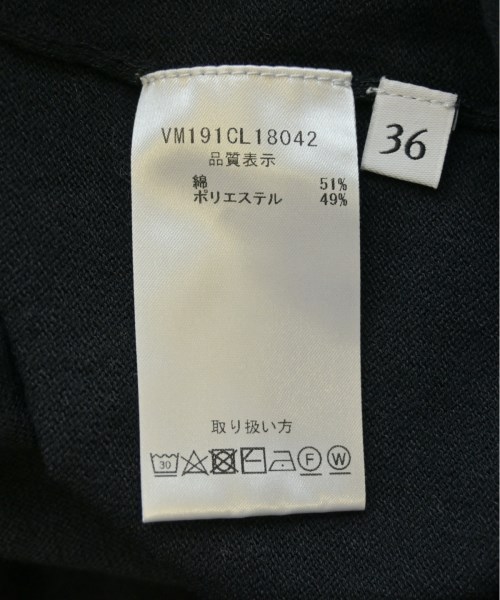 VM191CL18042
品質表示
綿 51%
ポリエステル 49%
36
取り扱い方
30 F W